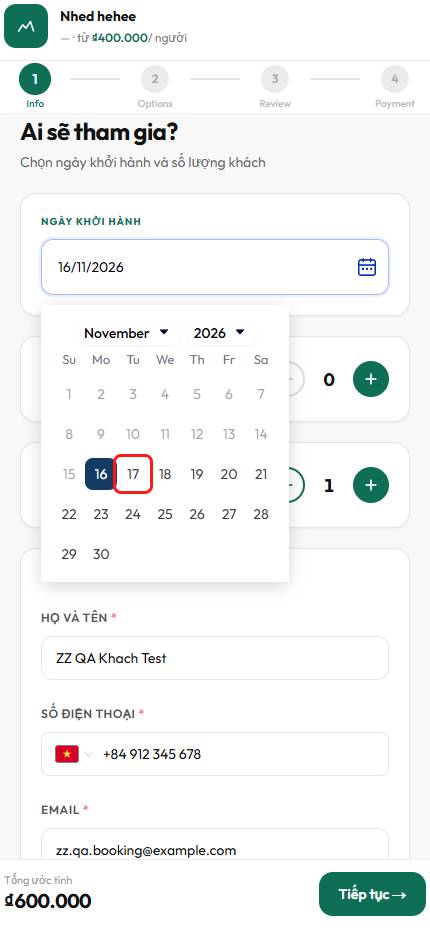 Nhed hehee
— · từ ₫400.000/ người
1 2 3 4
Info Options Review Payment
Ai sẽ tham gia?
Chọn ngày khởi hành và số lượng khách
NGÀY KHỞI HÀNH
16/11/2026
November 2026
Su Mo Tu We Th Fr Sa
1 2 3 4 5 6 7
0
8 9 10 11 12 13 14
15 16 17 18 19 20 21
1
22 23 24 25 26 27 28
29 30
HỌ VÀ TÊN *
ZZ QA Khach Test
SỐ ĐIỆN THOẠI *
+84 912 345 678
EMAIL *
zz.qa.booking@example.com
Tổng ước tính
₫600.000
Tiếp tục →